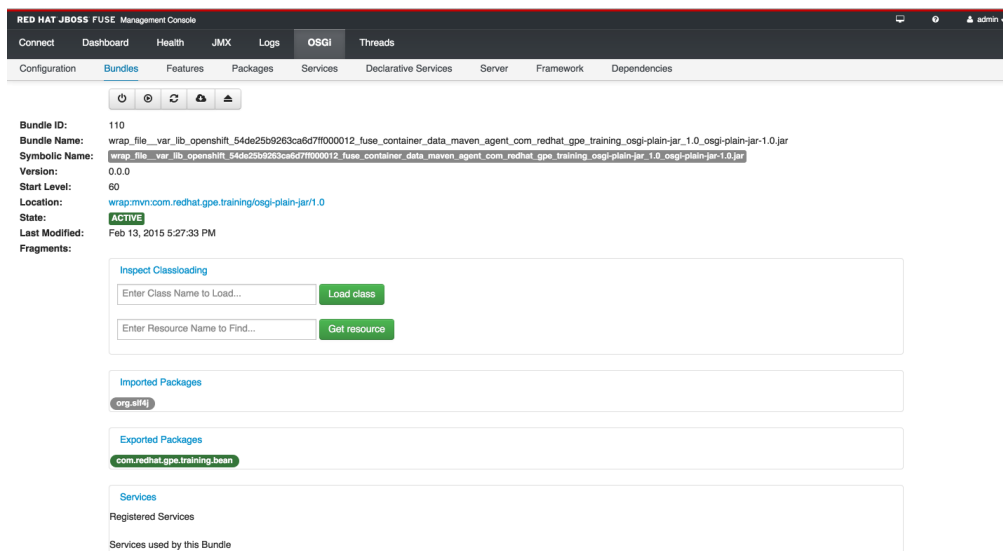 RED HAT JBOSS FUSE Management Console
admin
Connect Dashboard Health JMX Logs OSGi Threads
Configuration Bundles Features Packages Services Declarative Services Server Framework Dependencies
Bundle ID: 110
Bundle Name: wrap_file__var_lib_openshift_54de25b9263ca6d7ff000012_fuse_container_data_maven_agent_com_redhat_gpe_training_osgi-plain-jar_1.0_osgi-plain-jar-1.0.jar
Symbolic Name: wrap_file__var_lib_openshift_54de25b9263ca6d7ff000012_fuse_container_data_maven_agent_com_redhat_gpe_training_osgi-plain-jar_1.0_osgi-plain-jar-1.0.jar
Version: 0.0.0
Start Level: 60
Location: wrap:mvn:com.redhat.gpe.training/osgi-plain-jar/1.0
State: ACTIVE
Last Modified: Feb 13, 2015 5:27:33 PM
Fragments:
Inspect Classloading
Enter Class Name to Load... Load class
Enter Resource Name to Find... Get resource
Imported Packages
org.slf4j
Exported Packages
com.redhat.gpe.training.bean
Services
Registered Services
Services used by this Bundle